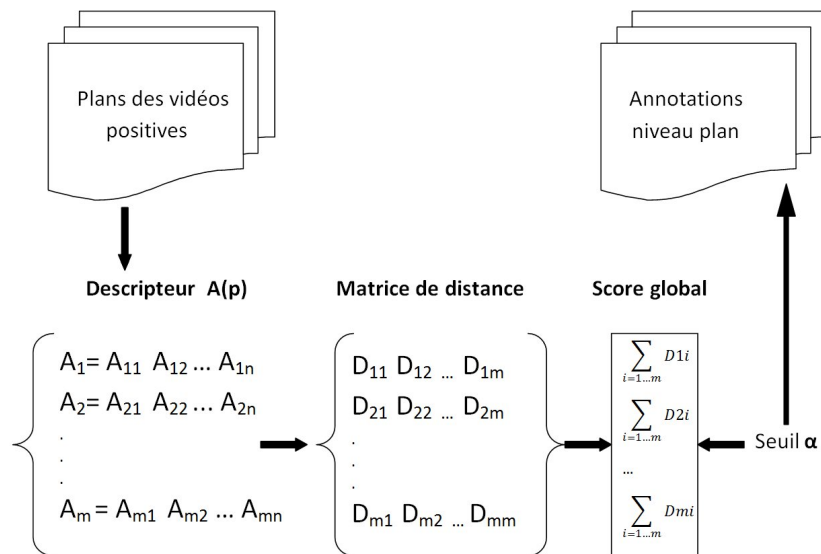 Plans des vidéos
positives
Annotations
niveau plan
Descripteur A(p)
Matrice de distance
Score global
A₁= A₁₁ A₁₂ ... A₁ₙ
A₂= A₂₁ A₂₂ ... A₂ₙ
.
.
.
Aₘ = Aₘ₁ Aₘ₂ ... Aₘₙ
D₁₁ D₁₂ ... D₁ₘ
D₂₁ D₂₂ ... D₂ₘ
.
.
.
Dₘ₁ Dₘ₂ ... Dₘₘ
∑ D1i
i=1...m
∑ D2i
i=1...m
...
∑ Dmi
i=1...m
Seuil α